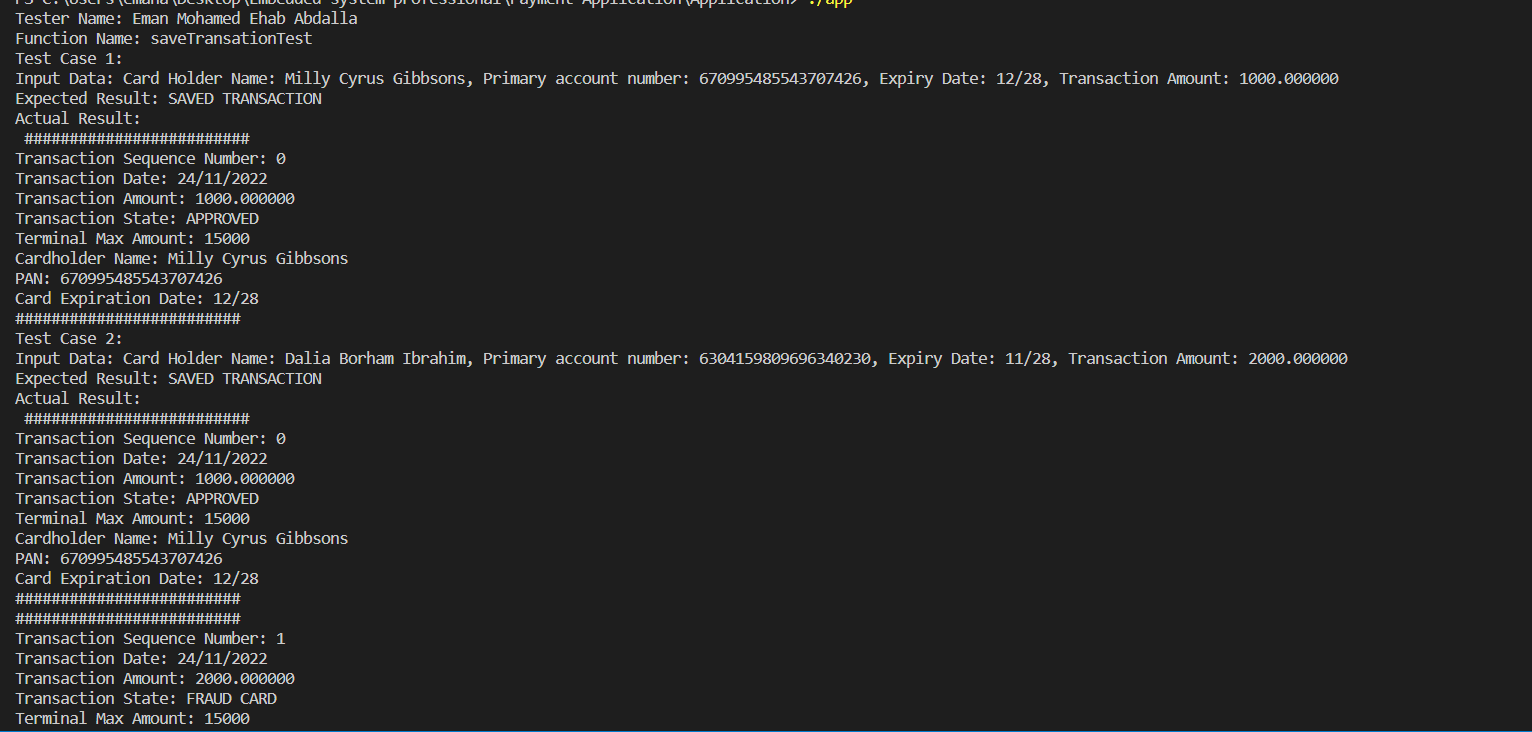 PS C:\Users\emana\Desktop\Embedded system professional\Payment Application\Application> ./app
Tester Name: Eman Mohamed Ehab Abdalla
Function Name: saveTransationTest
Test Case 1:
Input Data: Card Holder Name: Milly Cyrus Gibbsons, Primary account number: 670995485543707426, Expiry Date: 12/28, Transaction Amount: 1000.000000
Expected Result: SAVED TRANSACTION
Actual Result:
#########################
Transaction Sequence Number: 0
Transaction Date: 24/11/2022
Transaction Amount: 1000.000000
Transaction State: APPROVED
Terminal Max Amount: 15000
Cardholder Name: Milly Cyrus Gibbsons
PAN: 670995485543707426
Card Expiration Date: 12/28
#########################
Test Case 2:
Input Data: Card Holder Name: Dalia Borham Ibrahim, Primary account number: 6304159809696340230, Expiry Date: 11/28, Transaction Amount: 2000.000000
Expected Result: SAVED TRANSACTION
Actual Result:
#########################
Transaction Sequence Number: 0
Transaction Date: 24/11/2022
Transaction Amount: 1000.000000
Transaction State: APPROVED
Terminal Max Amount: 15000
Cardholder Name: Milly Cyrus Gibbsons
PAN: 670995485543707426
Card Expiration Date: 12/28
#########################
#########################
Transaction Sequence Number: 1
Transaction Date: 24/11/2022
Transaction Amount: 2000.000000
Transaction State: FRAUD CARD
Terminal Max Amount: 15000